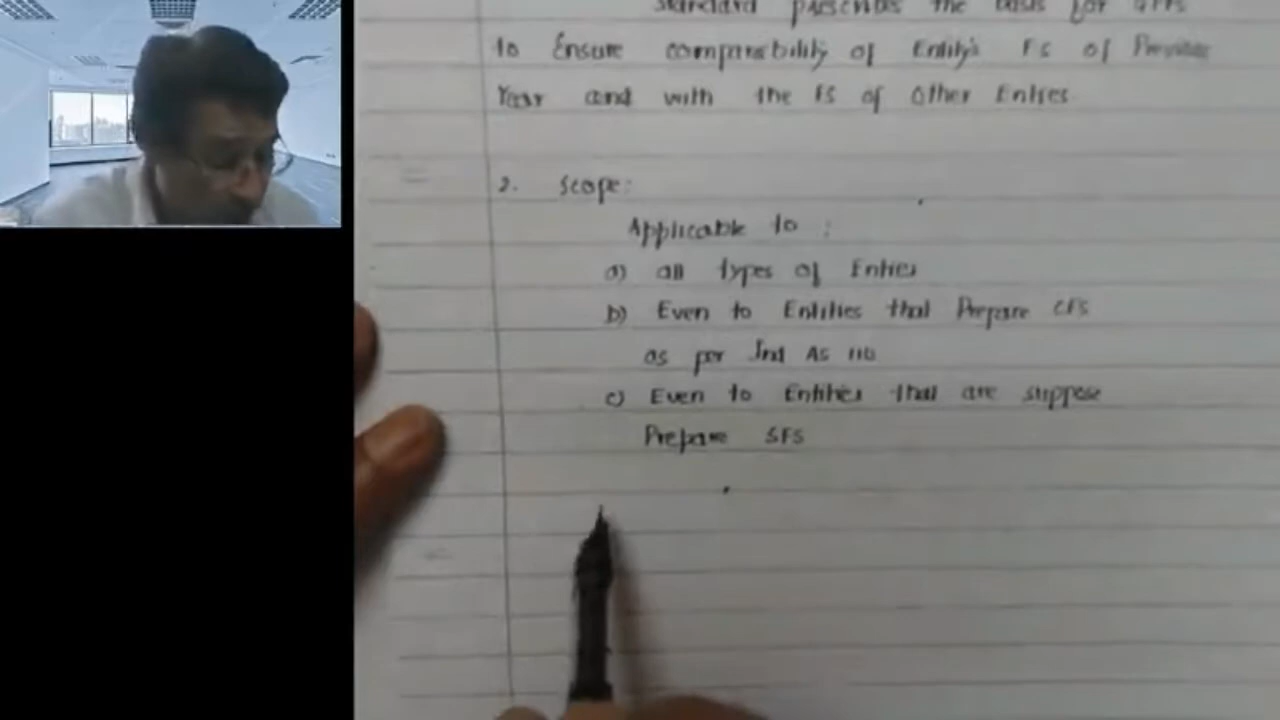 Standard prescribes the basis for GPFS
to Ensure comparability of Entity's FS of Previous
Year and with the FS of Other Enties
2. Scope:
Applicable to :
a) all types of Enties
b) Even to Entities that Prepare CFS
as per Ind AS 110
c) Even to Entities that are suppose
Prepare SFS